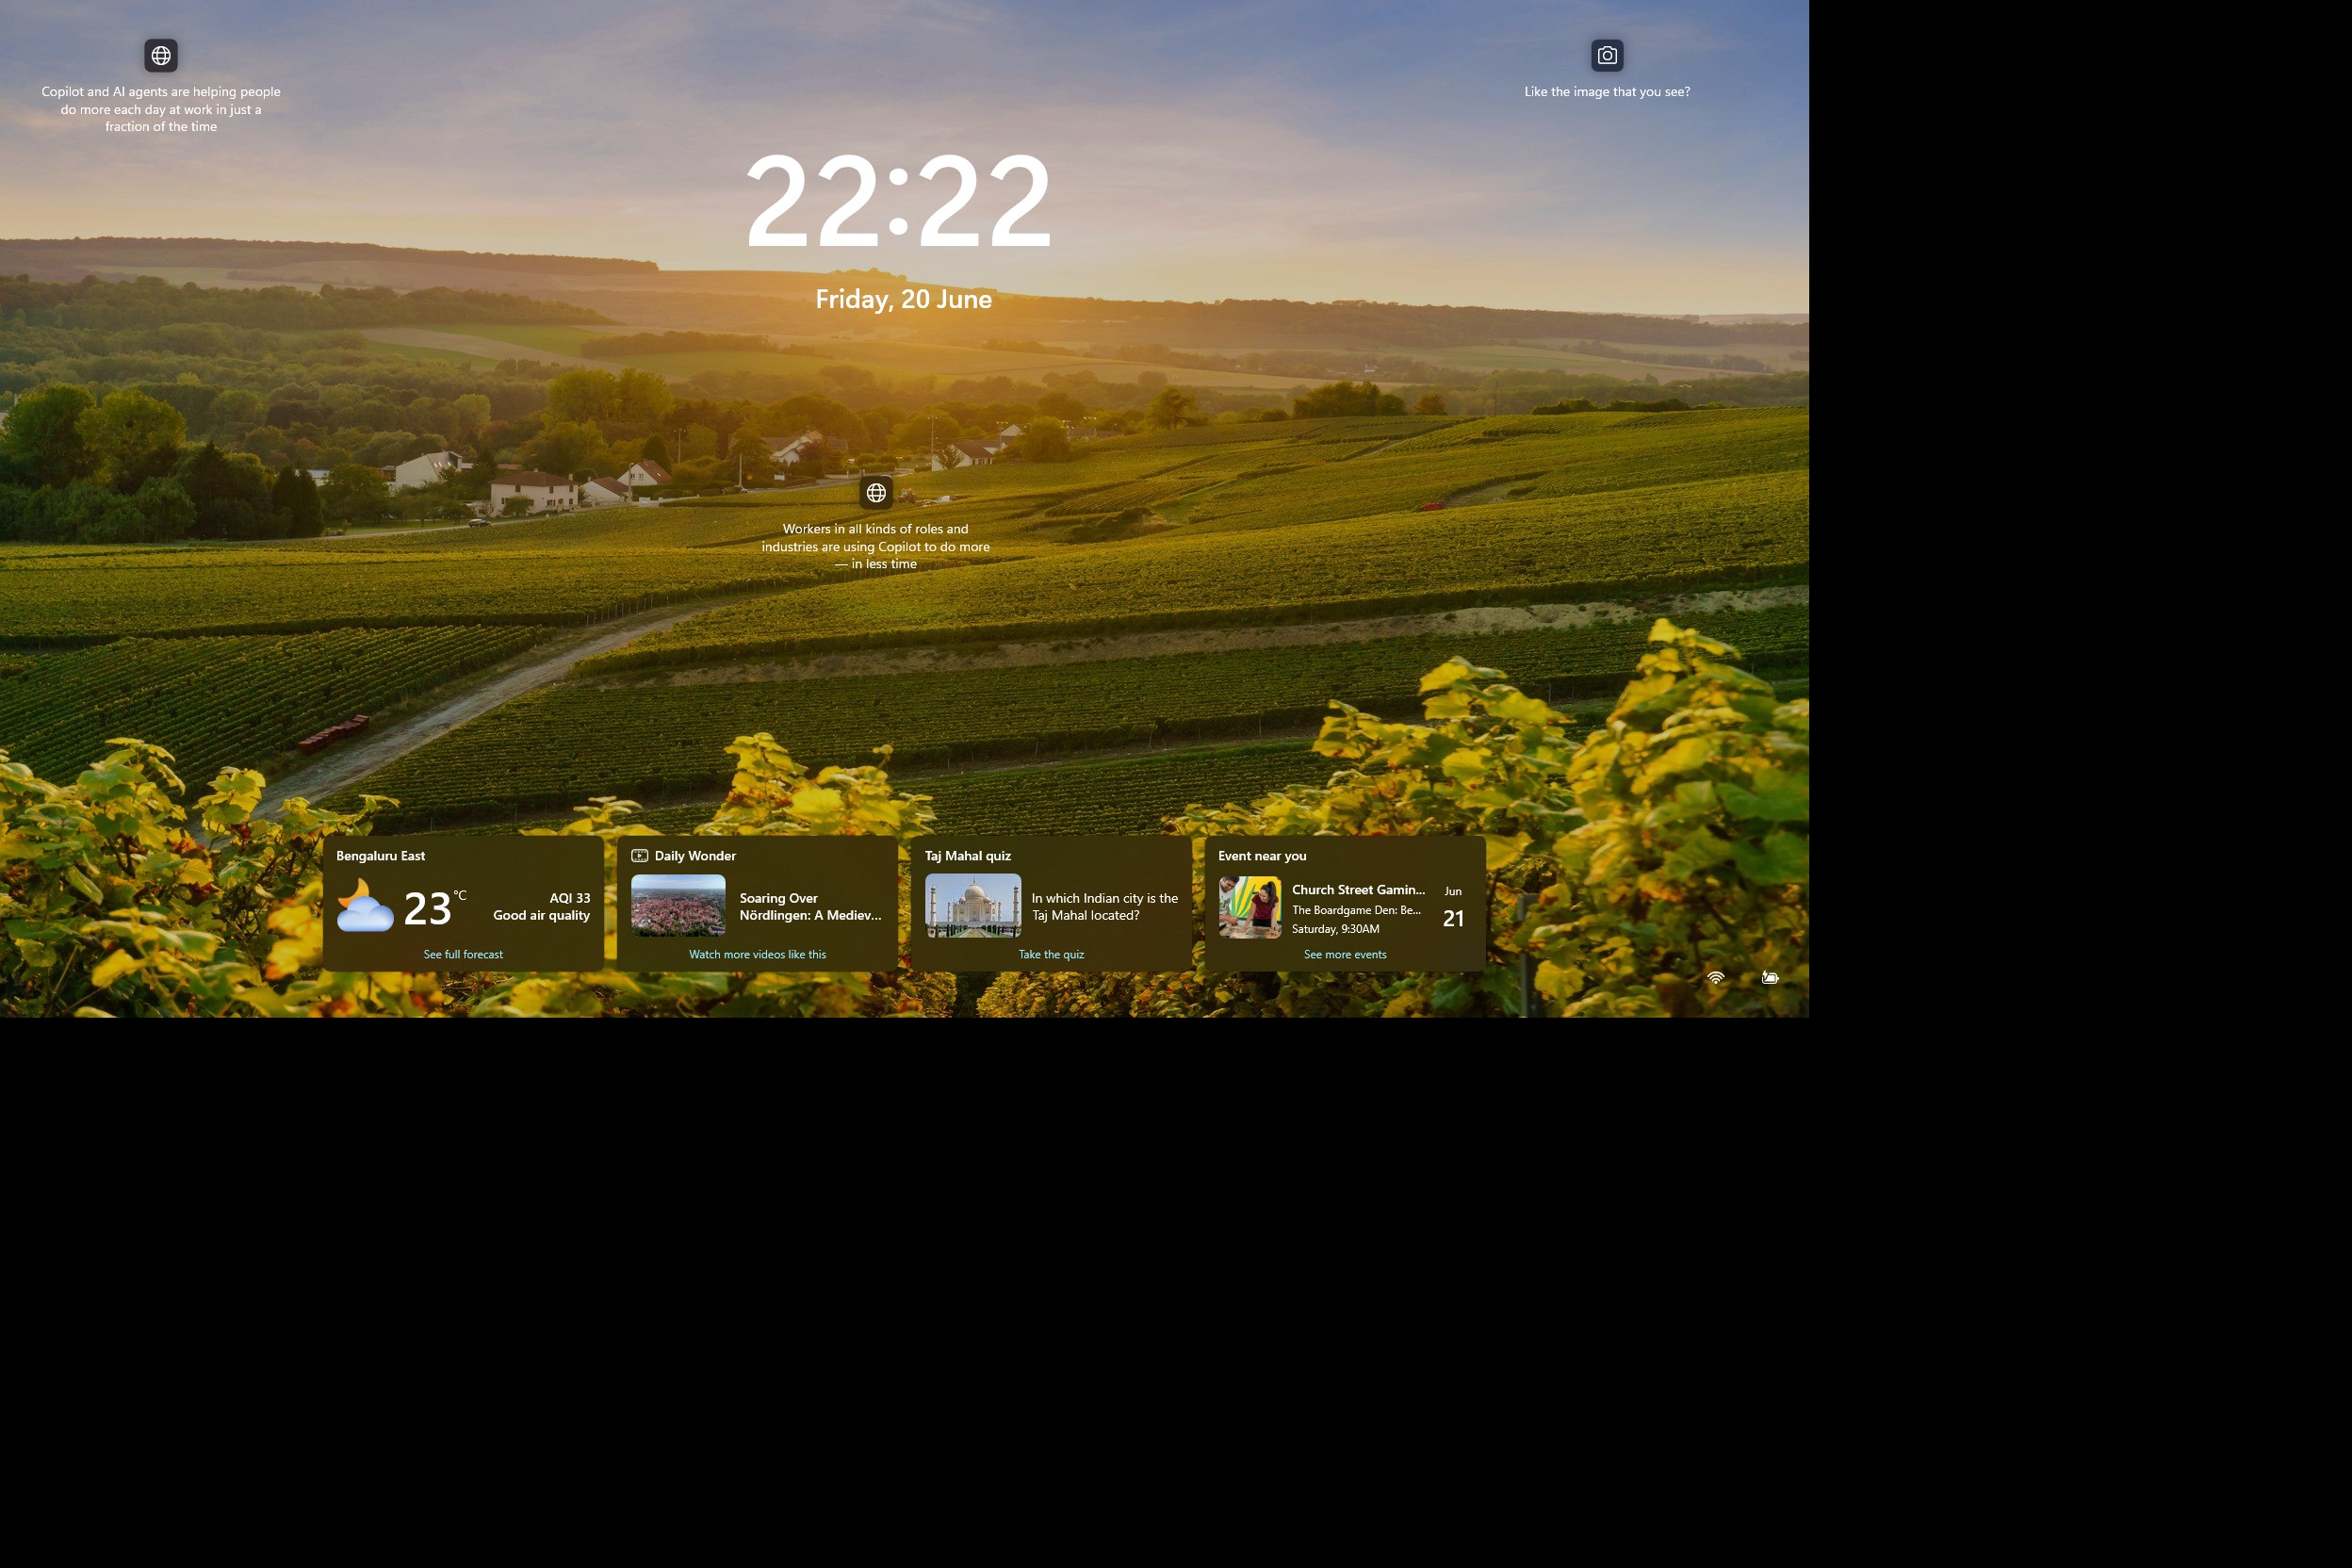 Copilot and AI agents are helping people
do more each day at work in just a
fraction of the time
Like the image that you see?
22:22
Friday, 20 June
Workers in all kinds of roles and
industries are using Copilot to do more
— in less time
Bengaluru East
23°C
AQI 33
Good air quality
See full forecast
Daily Wonder
Soaring Over
Nördlingen: A Mediev...
Watch more videos like this
Taj Mahal quiz
In which Indian city is the
Taj Mahal located?
Take the quiz
Event near you
Church Street Gamin...
The Boardgame Den: Be...
Saturday, 9:30AM
Jun
21
See more events